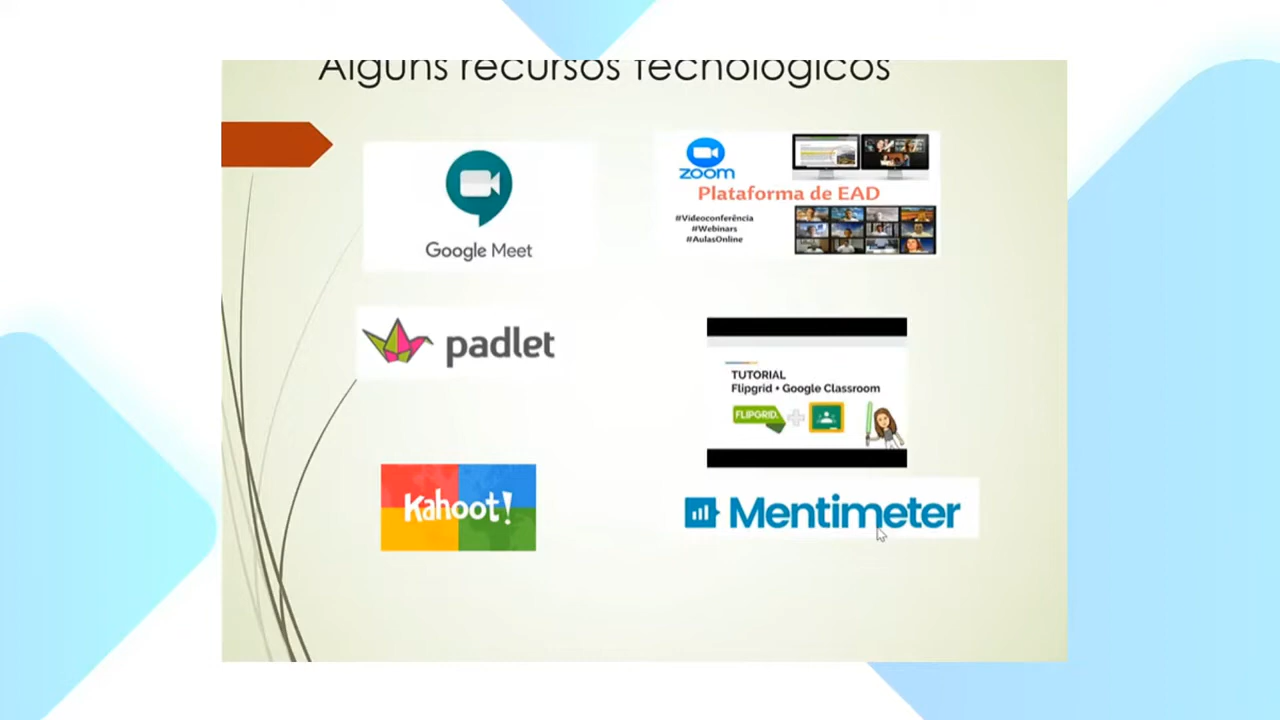 Alguns recursos tecnológicos
Google Meet
zoom
Plataforma de EAD
#Videoconferência
#Webinars
#AulasOnline
padlet
TUTORIAL
Flipgrid • Google Classroom
FLIPGRID.
Kahoot!
Mentimeter